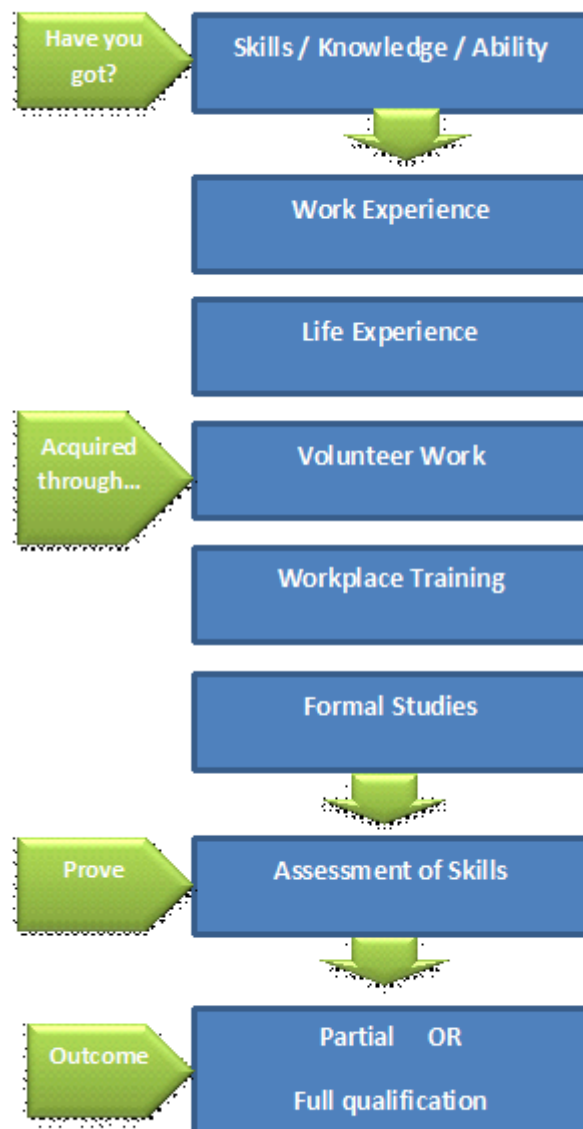 Have you
got?
Skills / Knowledge / Ability
Work Experience
Life Experience
Acquired
through...
Volunteer Work
Workplace Training
Formal Studies
Prove
Assessment of Skills
Outcome
Partial OR
Full qualification